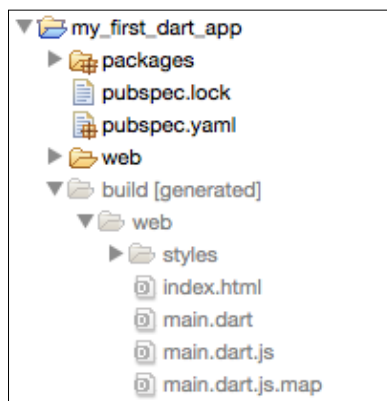 my_first_dart_app
packages
pubspec.lock
pubspec.yaml
web
build [generated]
web
styles
index.html
main.dart
main.dart.js
main.dart.js.map